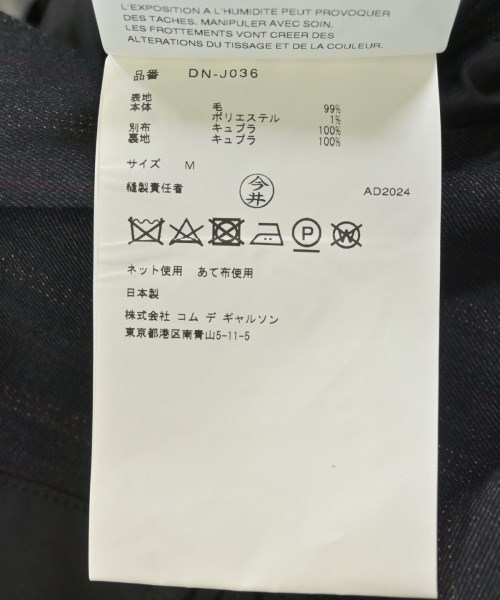 L'EXPOSITION A L'HUMIDITE PEUT PROVOQUER
DES TACHES. MANIPULER AVEC SOIN.
LES FROTTEMENTS VONT CREER DES
ALTERATIONS DU TISSAGE ET DE LA COULEUR.
品番 DN-J036
表地
本体 毛 99%
ポリエステル 1%
別布 キュプラ 100%
裏地 キュプラ 100%
サイズ M
縫製責任者 今井 AD2024
P W
ネット使用 あて布使用
日本製
株式会社 コム デ ギャルソン
東京都港区南青山5-11-5